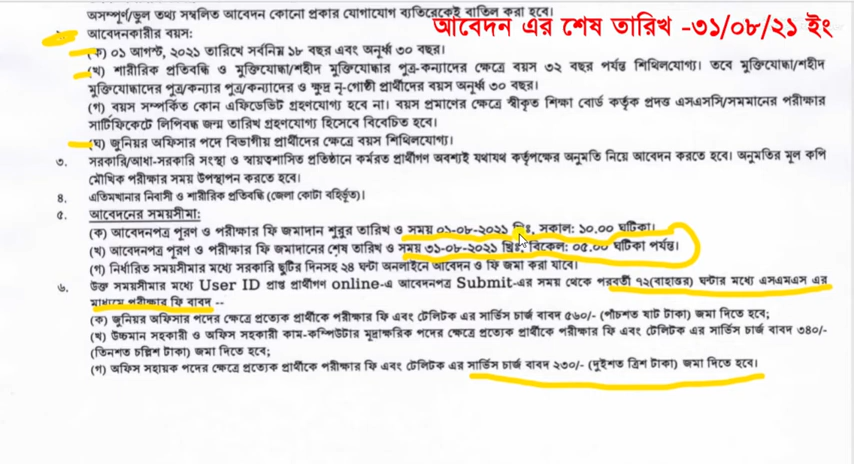 অসম্পূর্ণ/ভুল তথ্য সম্বলিত আবেদন কোনো প্রকার যোগাযোগ ব্যতিরেকেই বাতিল করা হবে।
আবেদন এর শেষ তারিখ -৩১/০৮/২১ ইং
আবেদনকারীর বয়স:
(ক) ০১ আগস্ট, ২০২১ তারিখে সর্বনিম্ন ১৮ বছর এবং অনূর্ধ্ব ৩০ বছর।
(খ) শারীরিক প্রতিবন্ধি ও মুক্তিযোদ্ধা/শহীদ মুক্তিযোদ্ধার পুত্র-কন্যাদের ক্ষেত্রে বয়স ৩২ বছর পর্যন্ত শিথিলযোগ্য। তবে মুক্তিযোদ্ধা/শহীদ
মুক্তিযোদ্ধাদের পুত্র/কন্যার পুত্র/কন্যাদের ও ক্ষুদ্র নৃ-গোষ্ঠী প্রার্থীদের বয়স অনূর্ধ্ব ৩০ বছর।
(গ) বয়স সম্পর্কিত কোন এফিডেভিট গ্রহণযোগ্য হবে না। বয়স প্রমাণের ক্ষেত্রে স্বীকৃত শিক্ষা বোর্ড কর্তৃক প্রদত্ত এসএসসি/সমমানের পরীক্ষার
সার্টিফিকেটে লিপিবদ্ধ জন্ম তারিখ গ্রহণযোগ্য হিসেবে বিবেচিত হবে।
(ঘ) জুনিয়র অফিসার পদে বিভাগীয় প্রার্থীদের ক্ষেত্রে বয়স শিথিলযোগ্য।
৩. সরকারি/আধা-সরকারি সংস্থা ও স্বায়ত্বশাসিত প্রতিষ্ঠানে কর্মরত প্রার্থীগণ অবশ্যই যথাযথ কর্তৃপক্ষের অনুমতি নিয়ে আবেদন করতে হবে। অনুমতির মূল কপি
মৌখিক পরীক্ষার সময় উপস্থাপন করতে হবে।
৪. এতিমখানার নিবাসী ও শারীরিক প্রতিবন্ধি (জেলা কোটা বহির্ভূত)।
৫. আবেদনের সময়সীমা:
(ক) আবেদনপত্র পূরণ ও পরীক্ষার ফি জমাদান শুরুর তারিখ ও সময় ০১-০৮-২০২১ খ্রিঃ, সকাল: ১০.০০ ঘটিকা।
(খ) আবেদনপত্র পূরণ ও পরীক্ষার ফি জমাদানের শেষ তারিখ ও সময় ৩১-০৮-২০২১ খ্রিঃ, বিকেল: ০৫.০০ ঘটিকা পর্যন্ত।
(গ) নির্ধারিত সময়সীমার মধ্যে সরকারি ছুটির দিনসহ ২৪ ঘন্টা অনলাইনে আবেদন ও ফি জমা করা যাবে।
৬. উক্ত সময়সীমার মধ্যে User ID প্রাপ্ত প্রার্থীগণ online-এ আবেদনপত্র Submit-এর সময় থেকে পরবর্তী ৭২(বাহাত্তর) ঘন্টার মধ্যে এসএমএস এর
মাধ্যমে পরীক্ষার ফি বাবদ --
(ক) জুনিয়র অফিসার পদের ক্ষেত্রে প্রত্যেক প্রার্থীকে পরীক্ষার ফি এবং টেলিটক এর সার্ভিস চার্জ বাবদ ৫৬০/- (পাঁচশত ষাট টাকা) জমা দিতে হবে;
(খ) উচ্চমান সহকারী ও অফিস সহকারী কাম-কম্পিউটার মুদ্রাক্ষরিক পদের ক্ষেত্রে প্রত্যেক প্রার্থীকে পরীক্ষার ফি এবং টেলিটক এর সার্ভিস চার্জ বাবদ ৩৪০/-
(তিনশত চল্লিশ টাকা) জমা দিতে হবে;
(গ) অফিস সহায়ক পদের ক্ষেত্রে প্রত্যেক প্রার্থীকে পরীক্ষার ফি এবং টেলিটক এর সার্ভিস চার্জ বাবদ ২৩০/- (দুইশত ত্রিশ টাকা) জমা দিতে হবে।